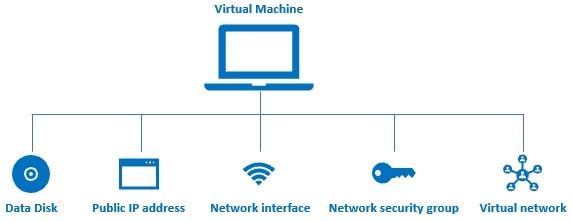 Virtual Machine
Data Disk
Public IP address
Network interface
Network security group
Virtual network